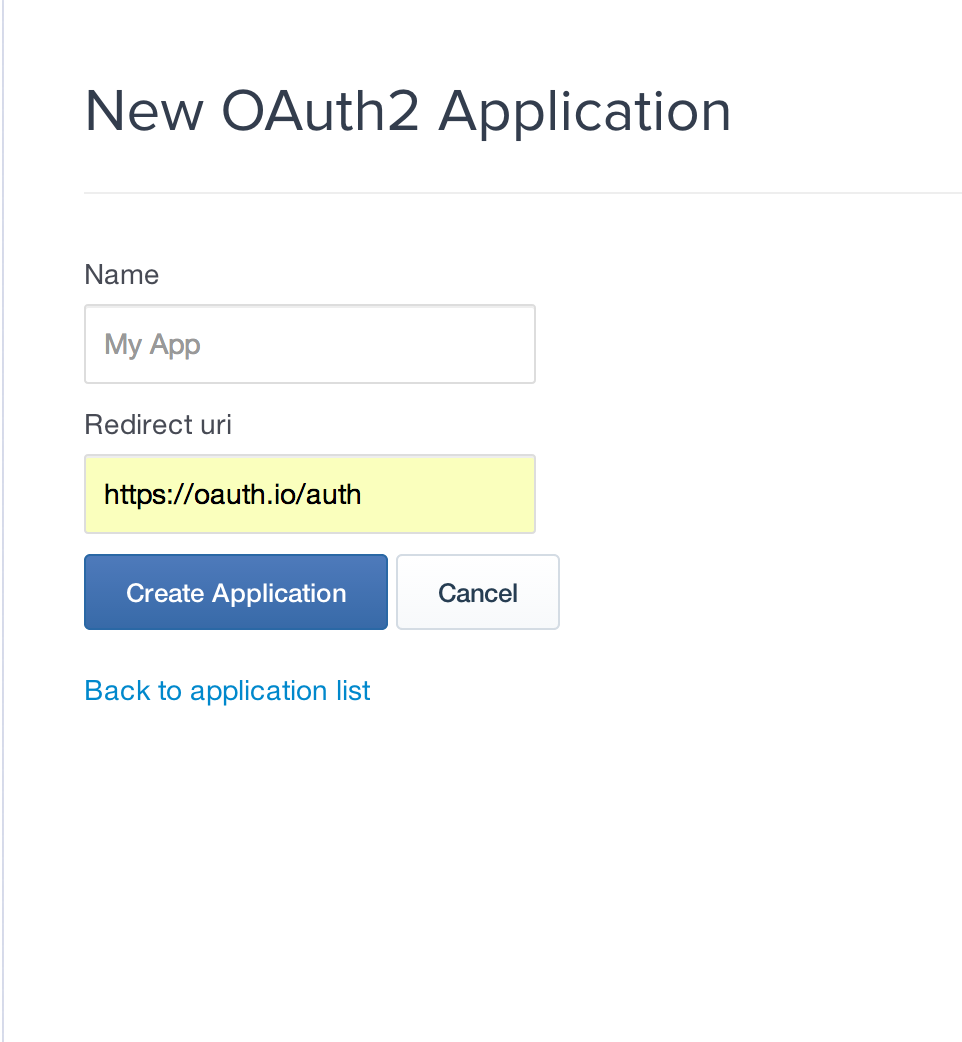 New OAuth2 Application
Name
My App
Redirect uri
https://oauth.io/auth
Create Application Cancel
Back to application list